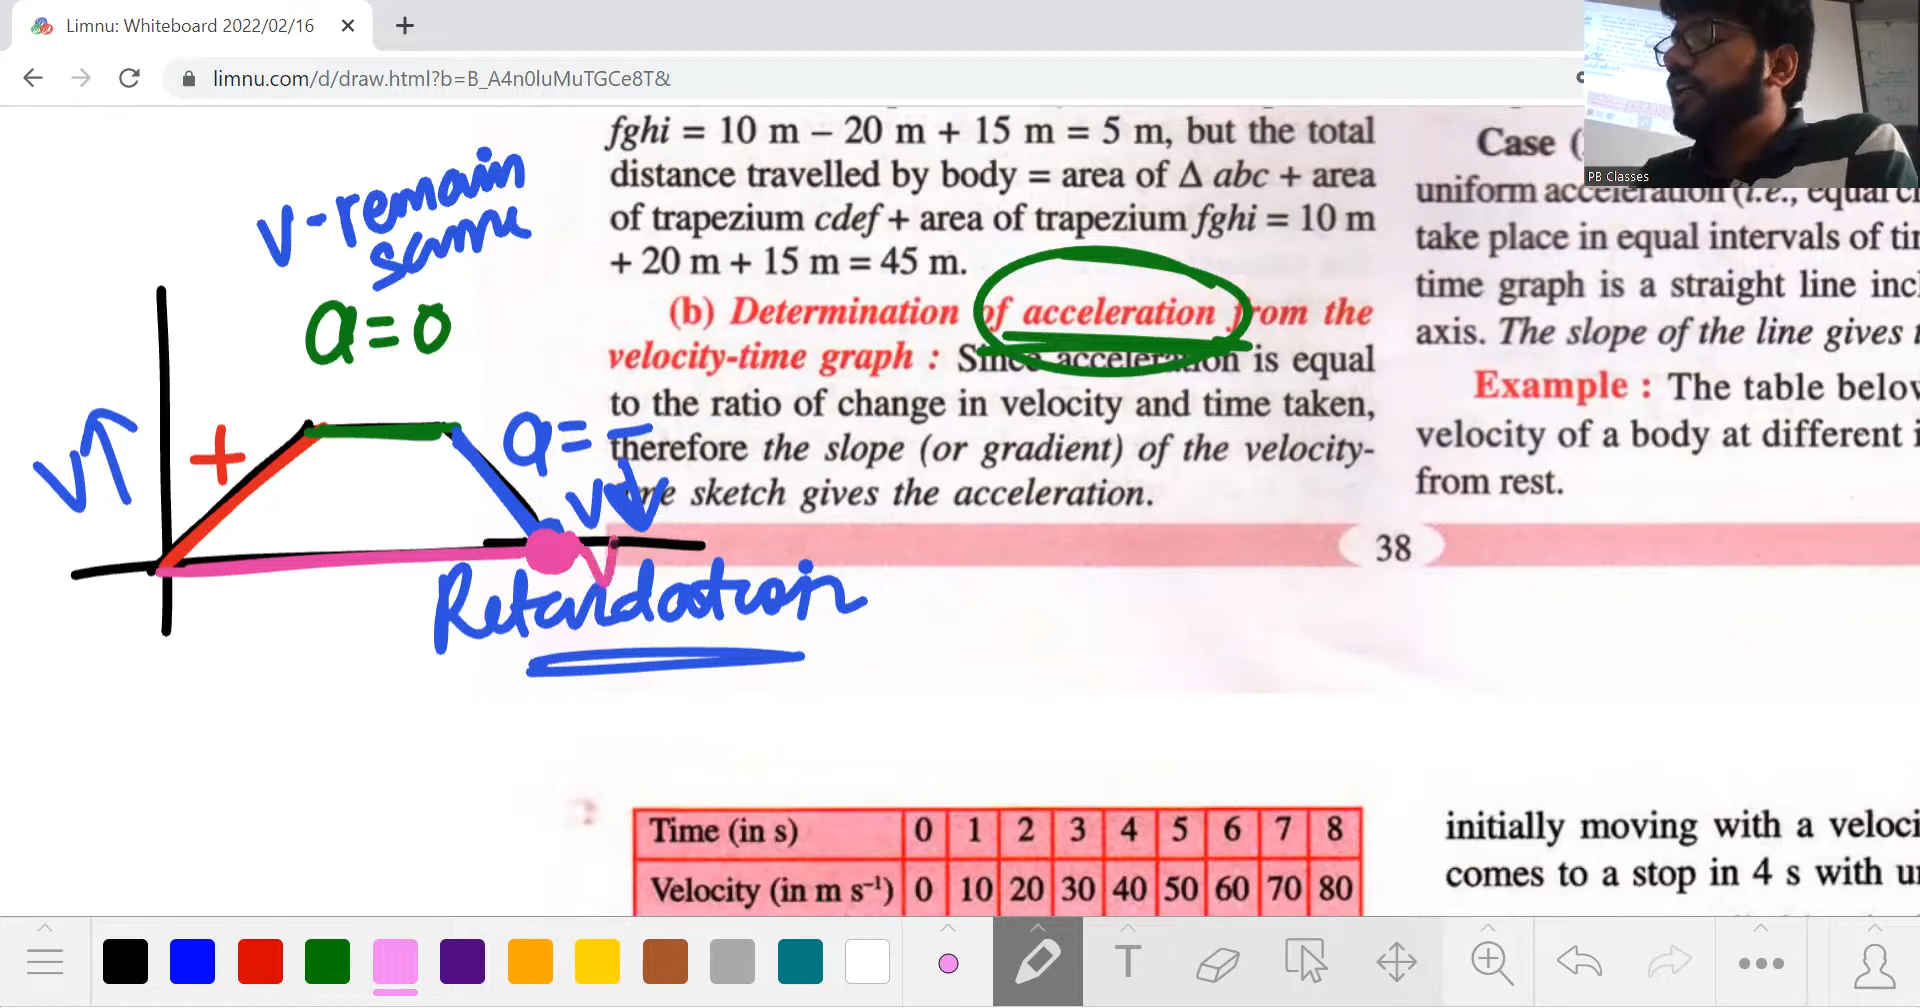 Limnu: Whiteboard 2022/02/16
limnu.com/d/draw.html?b=B_A4n0luMuTGCe8T&
PB Classes
v-remain
same
a=0
V
+
a=-
V
V
Retardation
fghi = 10 m – 20 m + 15 m = 5 m, but the total
distance travelled by body = area of Δ abc + area
of trapezium cdef + area of trapezium fghi = 10 m
+ 20 m + 15 m = 45 m.
(b) Determination of acceleration from the
velocity-time graph : Since acceleration is equal
to the ratio of change in velocity and time taken,
therefore the slope (or gradient) of the velocity-
sketch gives the acceleration.
38
Case (
uniform acceleration (i.e., equal c
take place in equal intervals of ti
time graph is a straight line inc
axis. The slope of the line gives
Example : The table below
velocity of a body at different i
from rest.
Time (in s) 0 1 2 3 4 5 6 7 8
Velocity (in m s⁻¹) 0 10 20 30 40 50 60 70 80
initially moving with a veloci
comes to a stop in 4 s with u
T